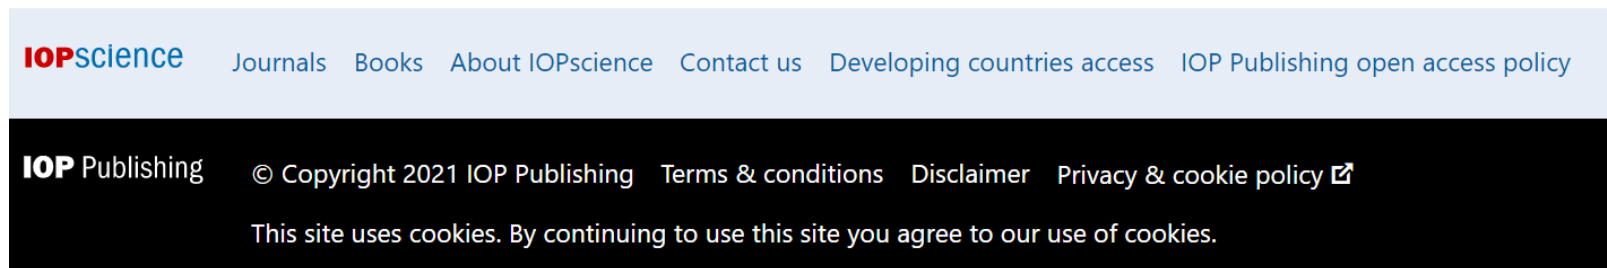 IOPscience Journals Books About IOPscience Contact us Developing countries access IOP Publishing open access policy
IOP Publishing © Copyright 2021 IOP Publishing Terms & conditions Disclaimer Privacy & cookie policy
This site uses cookies. By continuing to use this site you agree to our use of cookies.